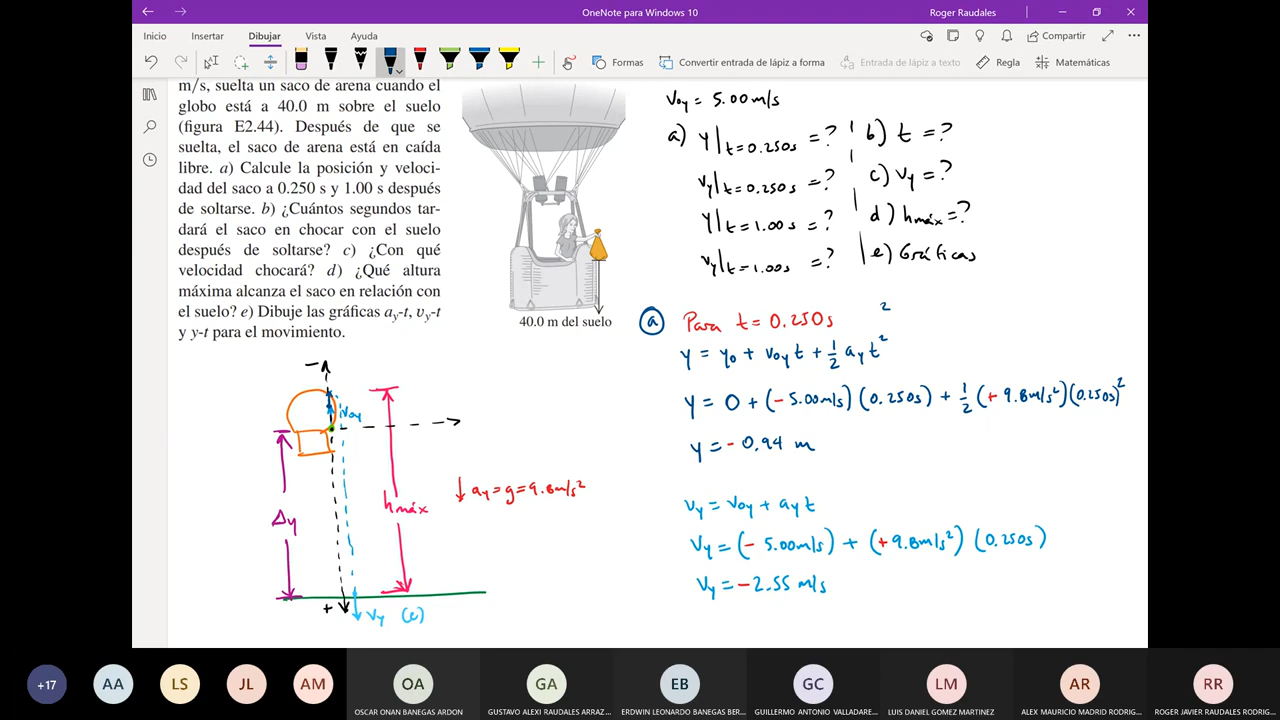 OneNote para Windows 10
Roger Raudales
Inicio Insertar Dibujar Vista Ayuda
Compartir
Formas Convertir entrada de lápiz a forma Entrada de lápiz a texto Regla Matemáticas
m/s, suelta un saco de arena cuando el
globo está a 40.0 m sobre el suelo
(figura E2.44). Después de que se
suelta, el saco de arena está en caída
libre. a) Calcule la posición y veloci-
dad del saco a 0.250 s y 1.00 s después
de soltarse. b) ¿Cuántos segundos tar-
dará el saco en chocar con el suelo
después de soltarse? c) ¿Con qué
velocidad chocará? d) ¿Qué altura
máxima alcanza el saco en relación con
el suelo? e) Dibuje las gráficas ay-t, vy-t
y y-t para el movimiento.
40.0 m del suelo
v0y = 5.00 m/s
a) y|t=0.250s =?
vy|t=0.250s =?
y|t=1.00s =?
vy|t=1.00s =?
b) t =?
c) vy =?
d) hmáx =?
e) Gráficas
-
v0y
Δy
hmáx
↓ ay = g = 9.8m/s²
+
vy (c)
a Para t = 0.250s
2
y = y0 + v0y t + 1/2 ay t²
y = 0 + (- 5.00m/s)(0.250s) + 1/2 (+ 9.8m/s²)(0.250s)²
y = - 0.94 m
vy = v0y + ay t
vy = (- 5.00m/s) + (+ 9.8m/s²) (0.250s)
vy = - 2.55 m/s
+17 AA LS JL AM OA GA EB GC LM AR RR
OSCAR ONAN BANEGAS ARDON
GUSTAVO ALEXI RAUDALES ARRAZ...
ERDWIN LEONARDO BANEGAS BER...
GUILLERMO ANTONIO VALLADARE...
LUIS DANIEL GOMEZ MARTINEZ
ALEX MAURICIO MADRID RODRIG...
ROGER JAVIER RAUDALES RODRIG...